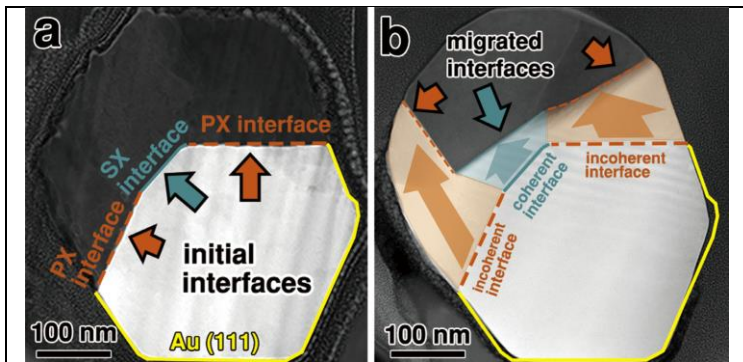 a
PX interface
SX
interface
PX
interface
initial
interfaces
Au (111)
100 nm
b
migrated
interfaces
incoherent
interface
coherent
interface
incoherent
interface
100 nm